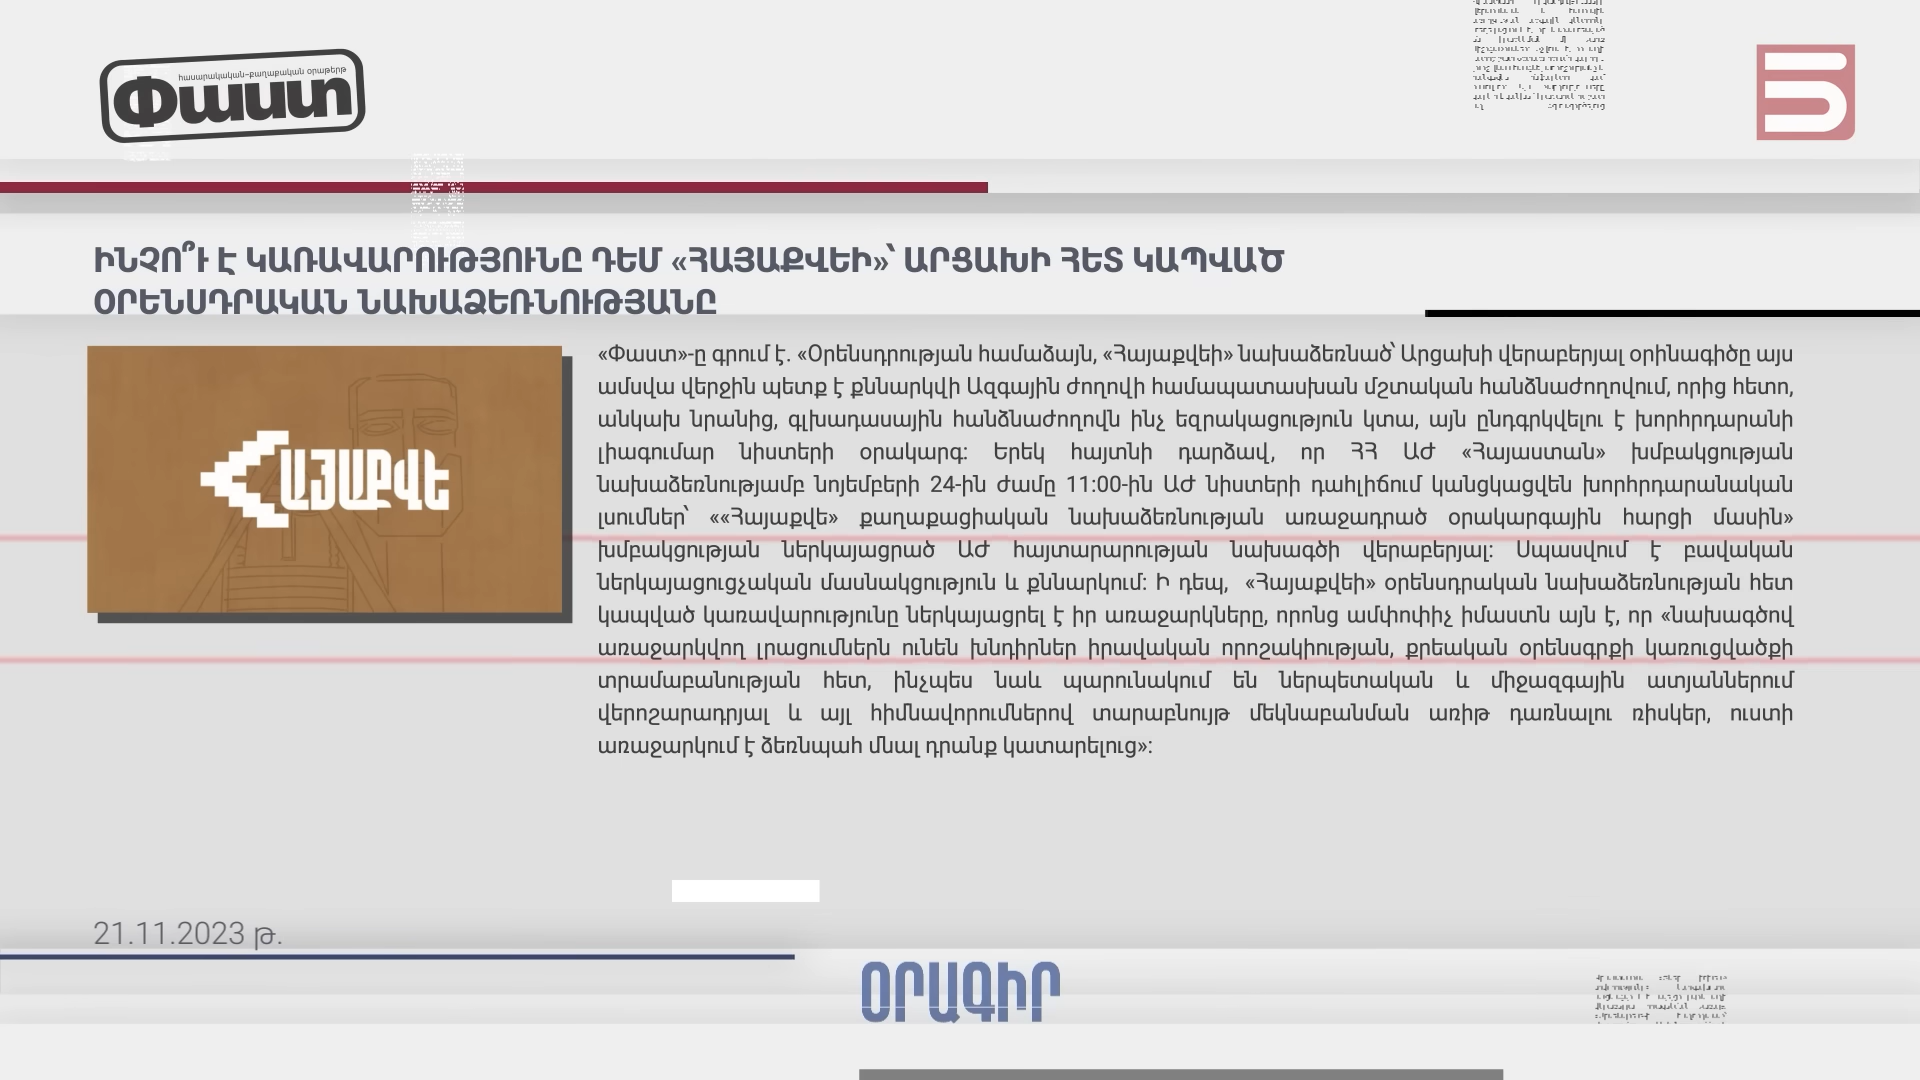 հասարակական-քաղաքական օրաթերթ
Փաստ
ԻՆՉՈ՞Ւ Է ԿԱՌԱՎԱՐՈՒԹՅՈՒՆԸ ԴԵՄ «ՀԱՅԱՔՎԵԻ»՝ ԱՐՑԱԽԻ ՀԵՏ ԿԱՊՎԱԾ
ՕՐԵՆՍԴՐԱԿԱՆ ՆԱԽԱՁԵՌՆՈՒԹՅԱՆԸ
ՀԱՅԱՔՎԵ
«Փաստ»-ը գրում է. «Օրենսդրության համաձայն, «Հայաքվեի» նախաձեռնած՝ Արցախի վերաբերյալ օրինագիծը այս
ամսվա վերջին պետք է քննարկվի Ազգային ժողովի համապատասխան մշտական հանձնաժողովում, որից հետո,
անկախ նրանից, գլխադասային հանձնաժողովն ինչ եզրակացություն կտա, այն ընդգրկվելու է խորհրդարանի
լիագումար նիստերի օրակարգ: Երեկ հայտնի դարձավ, որ ՀՀ ԱԺ «Հայաստան» խմբակցության
նախաձեռնությամբ նոյեմբերի 24-ին ժամը 11:00-ին ԱԺ նիստերի դահլիճում կանցկացվեն խորհրդարանական
լսումներ՝ ««Հայաքվե» քաղաքացիական նախաձեռնության առաջադրած օրակարգային հարցի մասին»
խմբակցության ներկայացրած ԱԺ հայտարարության նախագծի վերաբերյալ: Սպասվում է բավական
ներկայացուցչական մասնակցություն և քննարկում: Ի դեպ, «Հայաքվեի» օրենսդրական նախաձեռնության հետ
կապված կառավարությունը ներկայացրել է իր առաջարկները, որոնց ամփոփիչ իմաստն այն է, որ «նախագծով
առաջարկվող լրացումներն ունեն խնդիրներ իրավական որոշակիության, քրեական օրենսգրքի կառուցվածքի
տրամաբանության հետ, ինչպես նաև պարունակում են ներպետական և միջազգային ատյաններում
վերոշարադրյալ և այլ հիմնավորումներով տարաբնույթ մեկնաբանման առիթ դառնալու ռիսկեր, ուստի
առաջարկում է ձեռնպահ մնալ դրանք կատարելուց»:
21.11.2023 թ.
ՕՐԱԳԻՐ